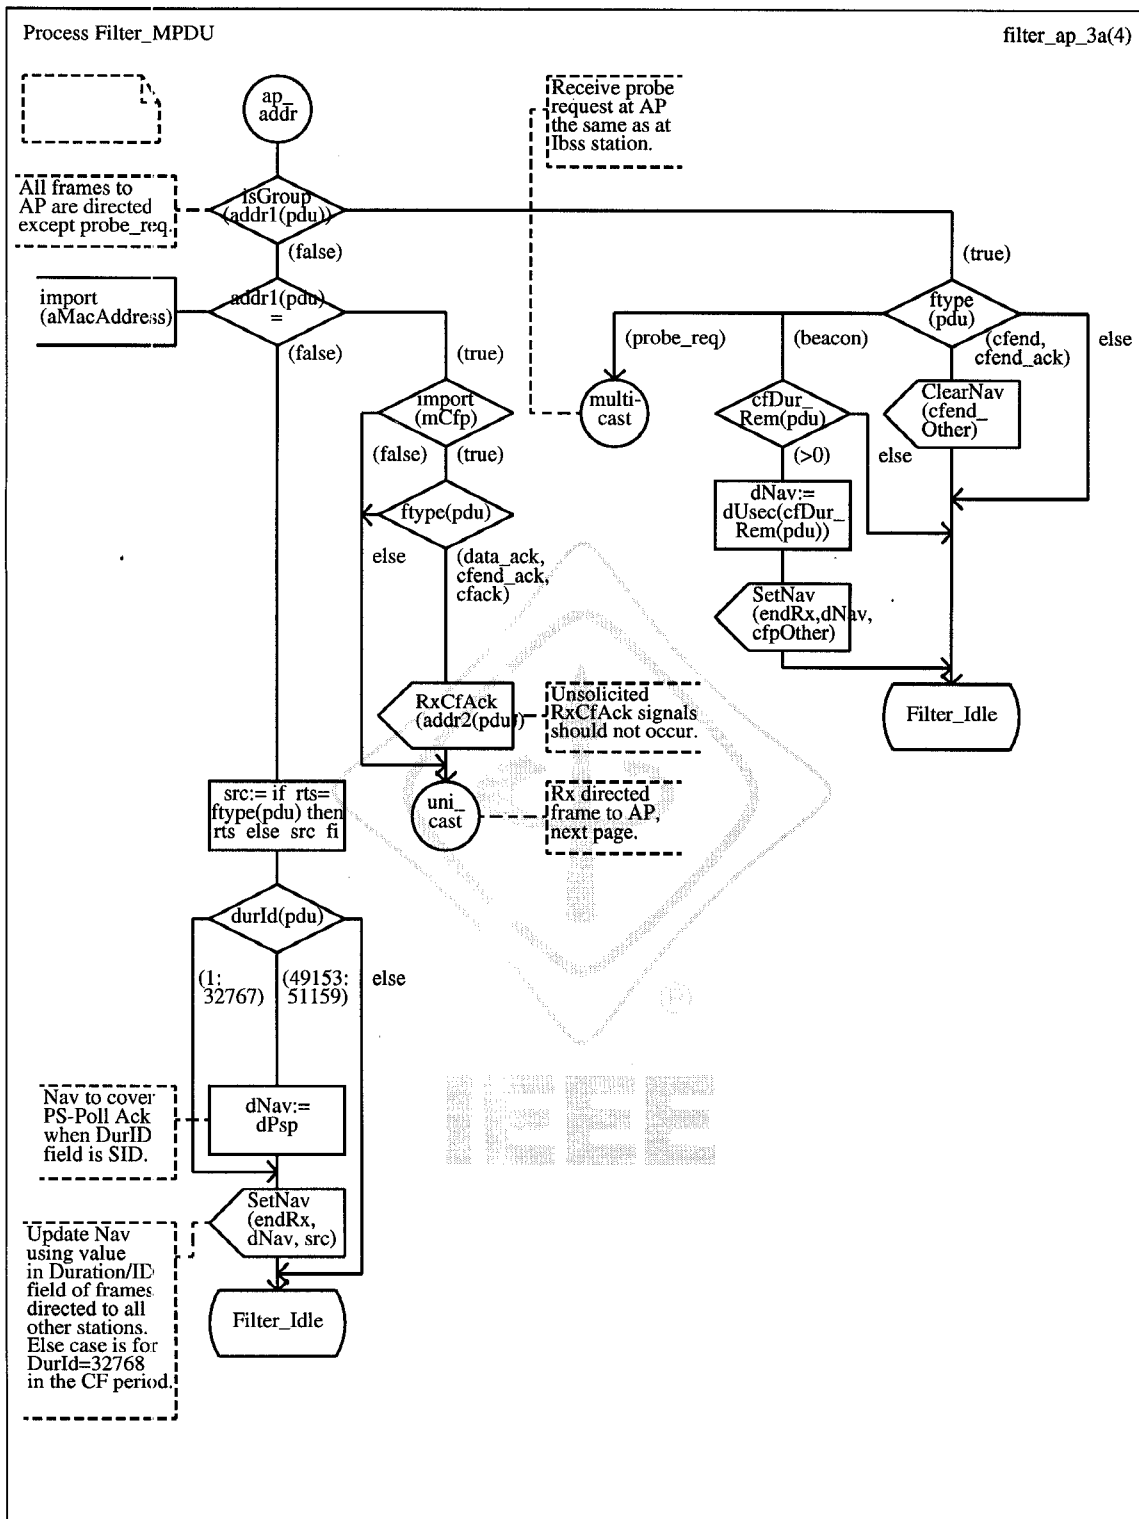 Process Filter_MPDU
filter_ap_3a(4)
ap_
addr
Receive probe
request at AP
the same as at
Ibss station.
All frames to
AP are directed
except probe_req.
isGroup
(addr1(pdu))
(false)
(true)
import
(aMacAddress)
addr1(pdu)
=
(false)
(true)
ftype
(pdu)
(probe_req)
(beacon)
(cfend,
cfend_ack)
else
import
(mCfp)
(false)
(true)
multi-
cast
cfDur_
Rem(pdu)
(>0)
else
ClearNav
(cfend_
Other)
ftype(pdu)
else
(data_ack,
cfend_ack,
cfack)
dNav:=
dUsec(cfDur_
Rem(pdu))
SetNav
(endRx,dNav,
cfpOther)
RxCfAck
(addr2(pdu))
Unsolicited
RxCfAck signals
should not occur.
Filter_Idle
uni_
cast
Rx directed
frame to AP,
next page.
src:= if rts=
ftype(pdu) then
rts else src fi
durId(pdu)
(1:
32767)
(49153:
51159)
else
Nav to cover
PS-Poll Ack
when DurID
field is SID.
dNav:=
dPsp
SetNav
(endRx,
dNav, src)
Update Nav
using value
in Duration/ID
field of frames
directed to all
other stations.
Else case is for
DurId=32768
in the CF period.
Filter_Idle
IEEE
®